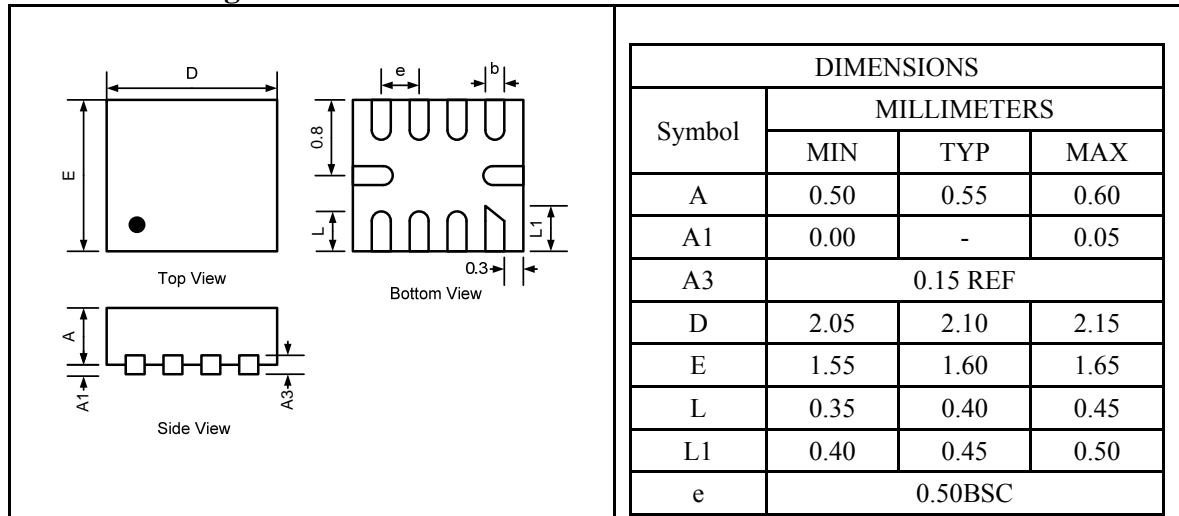 D
e
b
E
0.8
L
L1
0.3
Top View
Bottom View
A
A1
A3
Side View
DIMENSIONS
Symbol MILLIMETERS
MIN TYP MAX
A 0.50 0.55 0.60
A1 0.00 - 0.05
A3 0.15 REF
D 2.05 2.10 2.15
E 1.55 1.60 1.65
L 0.35 0.40 0.45
L1 0.40 0.45 0.50
e 0.50BSC